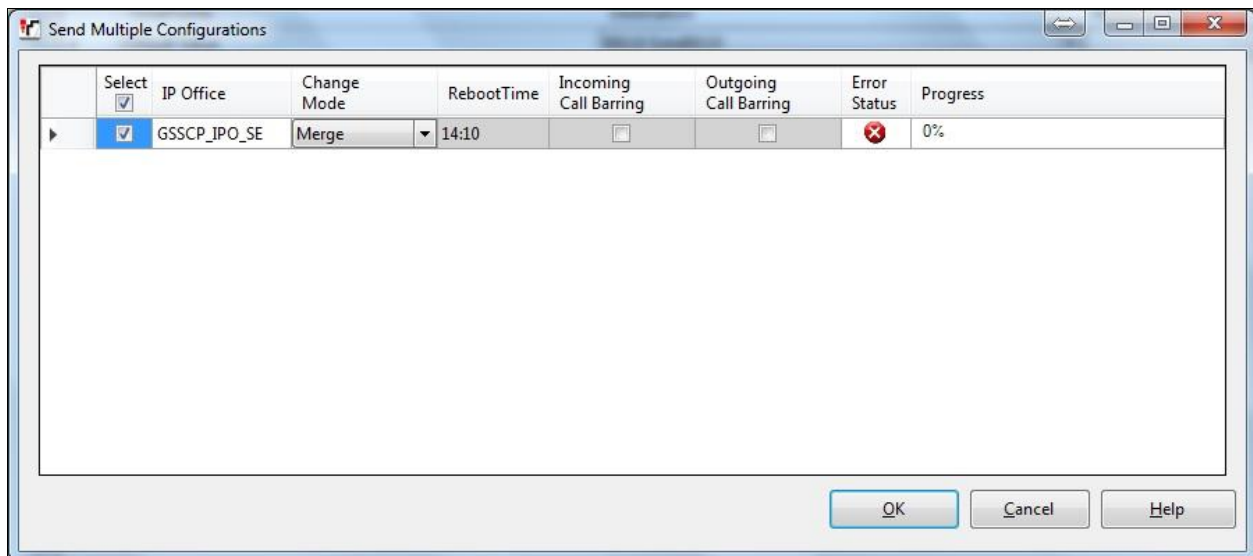 Send Multiple Configurations
Select IP Office Change Mode RebootTime Incoming Call Barring Outgoing Call Barring Error Status Progress
GSSCP_IPO_SE Merge 14:10 0%
OK Cancel Help